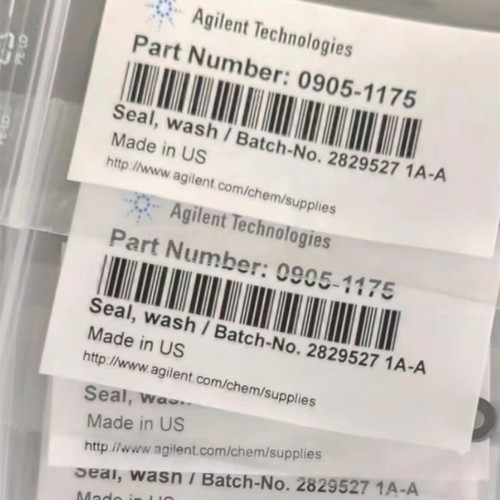 Agilent Technologies
Part Number: 0905-1175
Seal, wash / Batch-No. 2829527 1A-A
Made in US
http://www.agilent.com/chem/supplies
Agilent Technologies
Part Number: 0905-1175
Seal, wash / Batch-No. 2829527 1A-A
Made in US
http://www.agilent.com/chem/supplies
Seal,
Made in US
http://www.agilent.com/chem/supplies
Seal, wash / Batch-No. 2829527 1A-A
Made in US